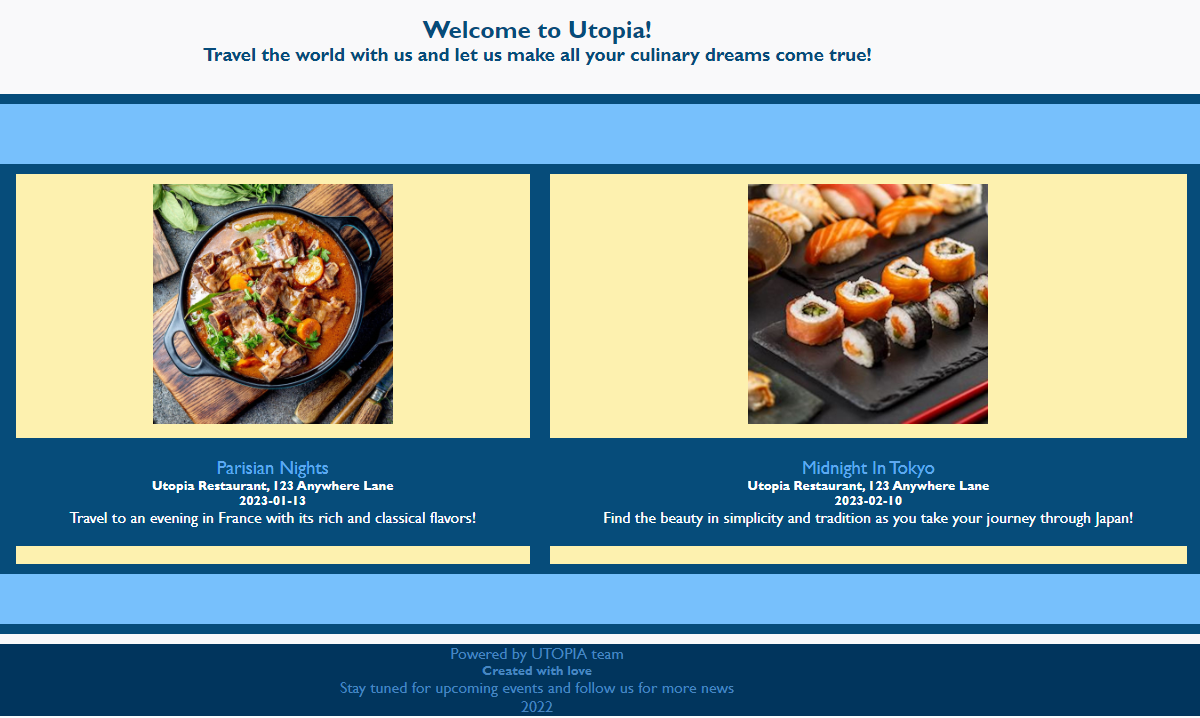 Welcome to Utopia!
Travel the world with us and let us make all your culinary dreams come true!
Parisian Nights
Utopia Restaurant, 123 Anywhere Lane
2023-01-13
Travel to an evening in France with its rich and classical flavors!
Midnight In Tokyo
Utopia Restaurant, 123 Anywhere Lane
2023-02-10
Find the beauty in simplicity and tradition as you take your journey through Japan!
Powered by UTOPIA team
Created with love
Stay tuned for upcoming events and follow us for more news
2022